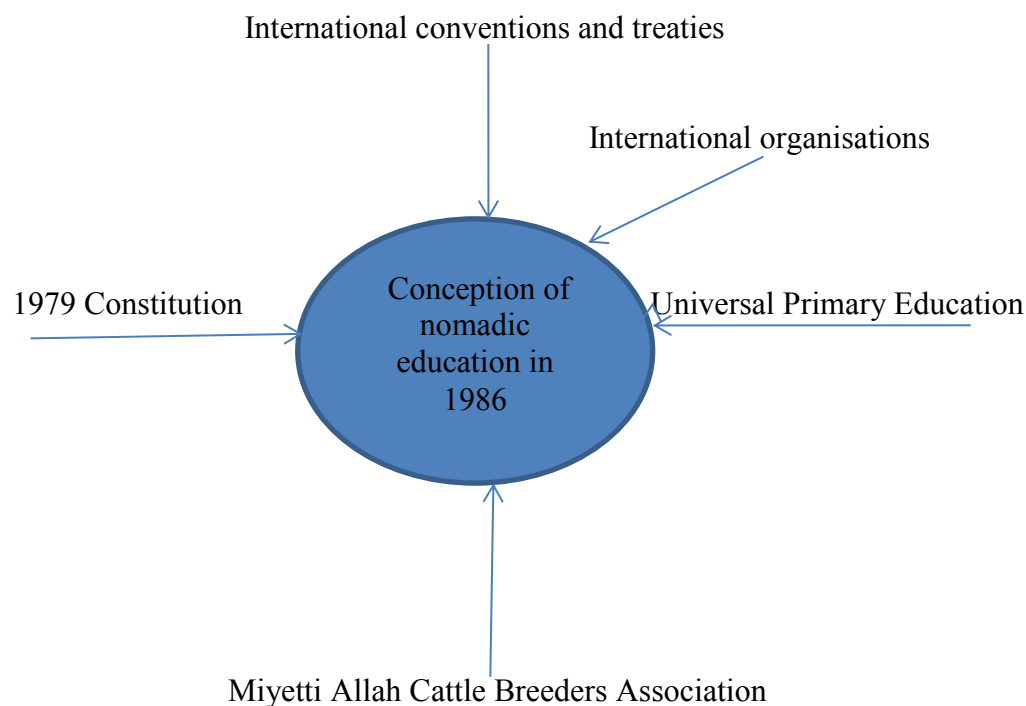 International conventions and treaties
International organisations
1979 Constitution
Conception of
nomadic
education in
1986
Universal Primary Education
Miyetti Allah Cattle Breeders Association